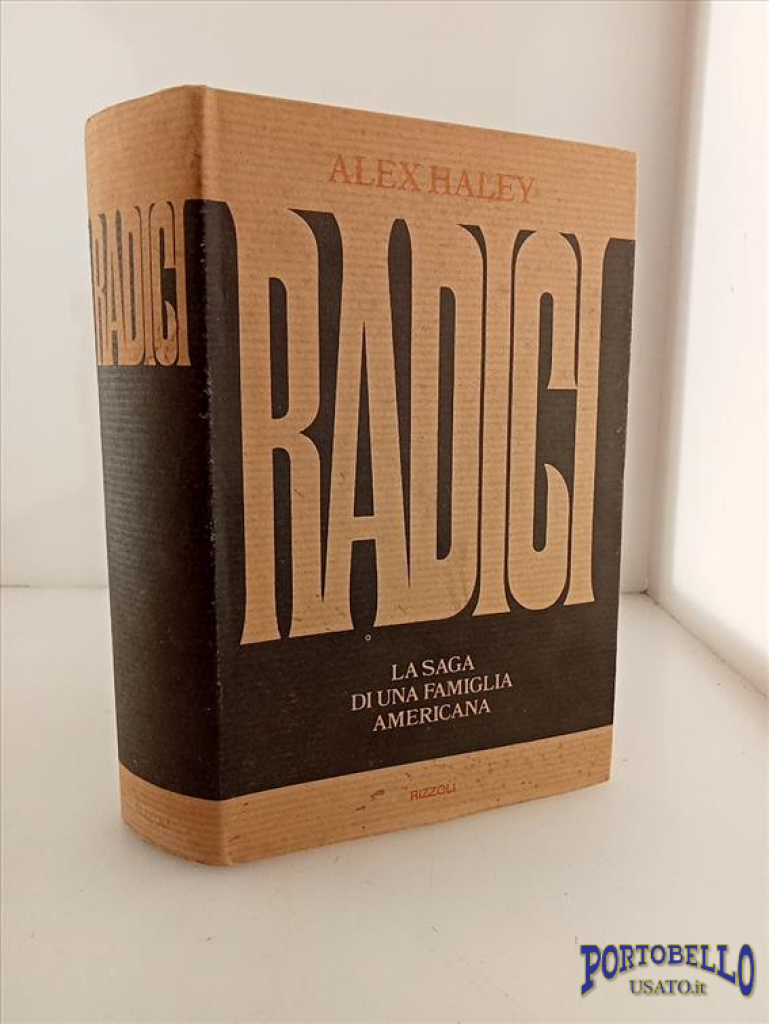 ALEX HALEY
RADICI
RADICI
LA SAGA
DI UNA FAMIGLIA
AMERICANA
RIZZOLI
PORTOBELLO
USATO.it